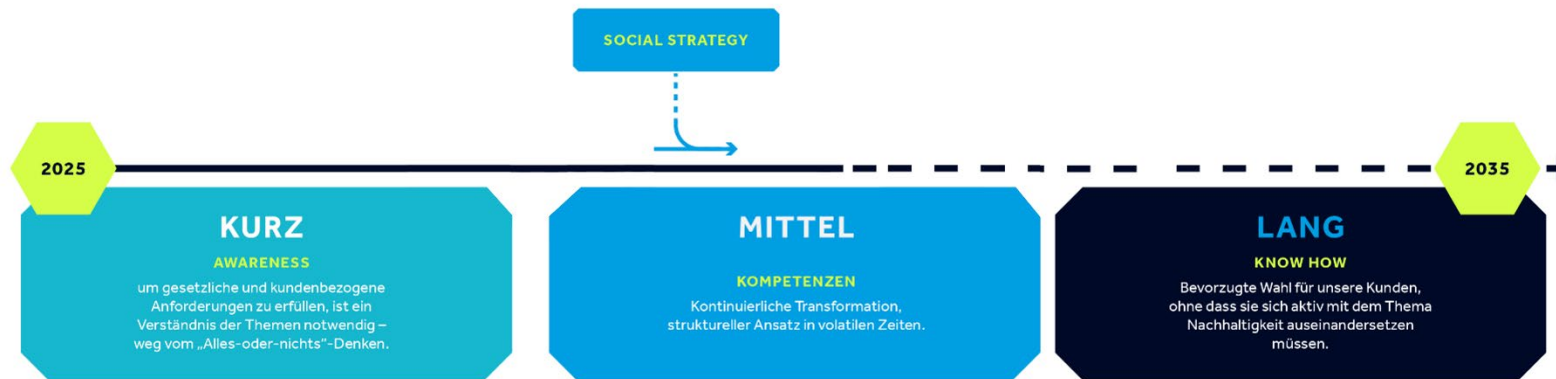 SOCIAL STRATEGY
2025
2035
KURZ
AWARENESS
um gesetzliche und kundenbezogene
Anforderungen zu erfüllen, ist ein
Verständnis der Themen notwendig –
weg vom „Alles-oder-nichts“-Denken.
MITTEL
KOMPETENZEN
Kontinuierliche Transformation,
struktureller Ansatz in volatilen Zeiten.
LANG
KNOW HOW
Bevorzugte Wahl für unsere Kunden,
ohne dass sie sich aktiv mit dem Thema
Nachhaltigkeit auseinandersetzen
müssen.